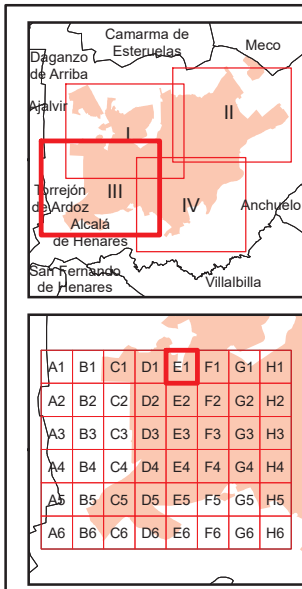 Camarma de
Esteruelas
Meco
Daganzo
de Arriba
Ajalvir
I
II
Torrejón
de Ardoz
III
IV
Anchuelo
Alcalá
de Henares
San Fernando
de Henares
Villalbilla
A1 B1 C1 D1 E1 F1 G1 H1
A2 B2 C2 D2 E2 F2 G2 H2
A3 B3 C3 D3 E3 F3 G3 H3
A4 B4 C4 D4 E4 F4 G4 H4
A5 B5 C5 D5 E5 F5 G5 H5
A6 B6 C6 D6 E6 F6 G6 H6